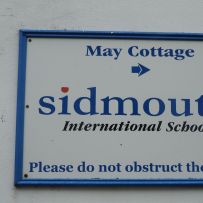 May Cottage
sidmout
International Schoo
Please do not obstruct the